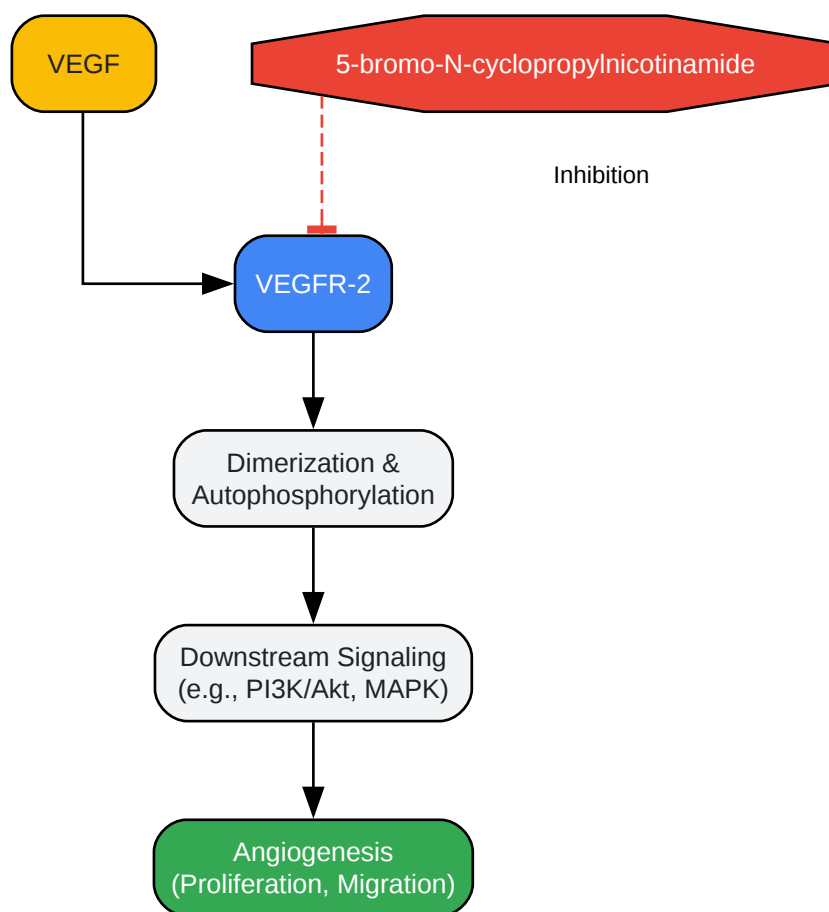 VEGF
5-bromo-N-cyclopropylnicotinamide
Inhibition
VEGFR-2
Dimerization &
Autophosphorylation
Downstream Signaling
(e.g., PI3K/Akt, MAPK)
Angiogenesis
(Proliferation, Migration)